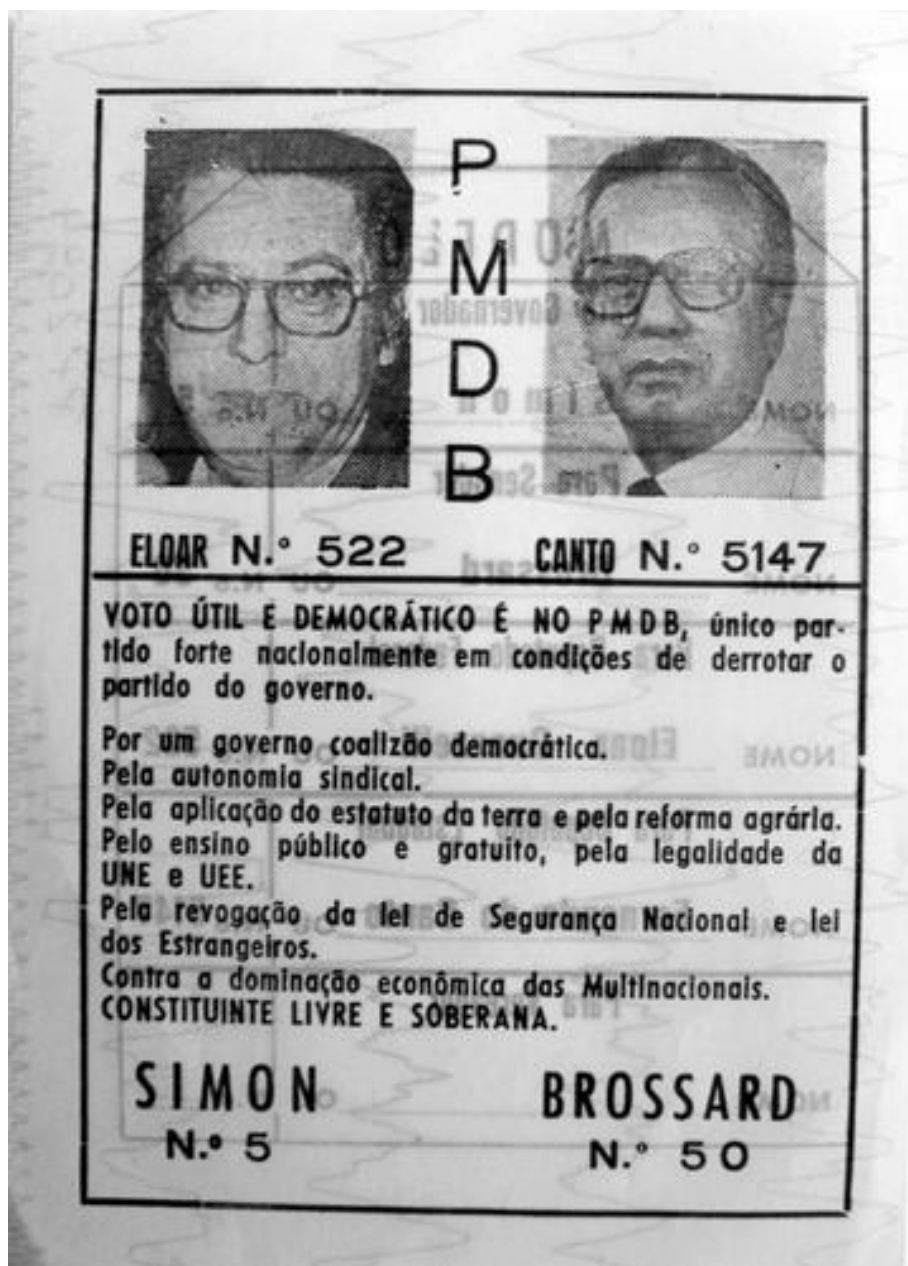 P
M
D
B
ELOAR N.º 522
CANTO N.º 5147
VOTO ÚTIL E DEMOCRÁTICO É NO PMDB, único par-
tido forte nacionalmente em condições de derrotar o
partido do governo.
Por um governo coalizão democrática.
Pela autonomia sindical.
Pela aplicação do estatuto da terra e pela reforma agrária.
Pelo ensino público e gratuito, pela legalidade da
UNE e UEE.
Pela revogação da lei de Segurança Nacional e lei
dos Estrangeiros.
Contra a dominação econômica das Multinacionais.
CONSTITUINTE LIVRE E SOBERANA.
SIMON
N.º 5
BROSSARD
N.º 50